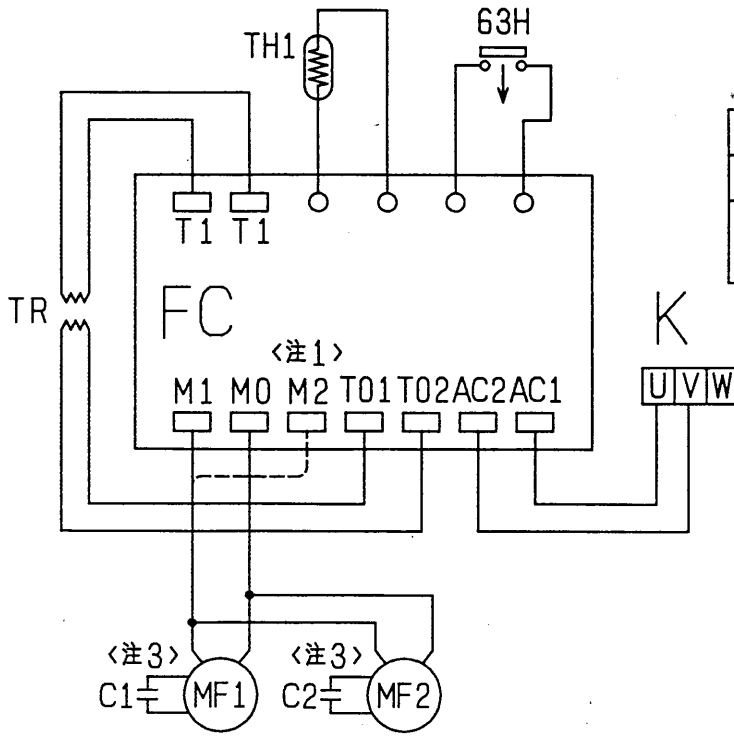 63H
TH1
T1 T1
TR
FC
K
<注1>
M1 M0 M2 T01 T02 AC2 AC1
U V W
<注3> <注3>
C1 MF1 C2 MF2